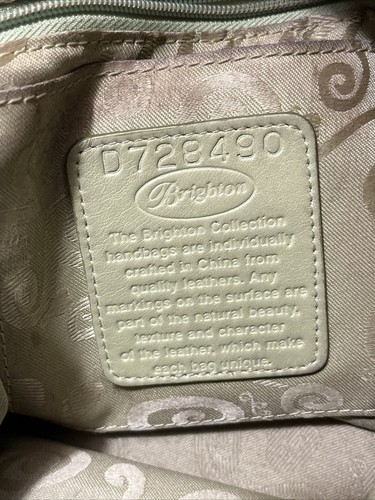 D728490
Brighton
The Brighton Collection
handbags are individually
crafted in China from
quality leathers. Any
markings on the surface are
part of the natural beauty,
texture and character
of the leather, which make
each bag unique.